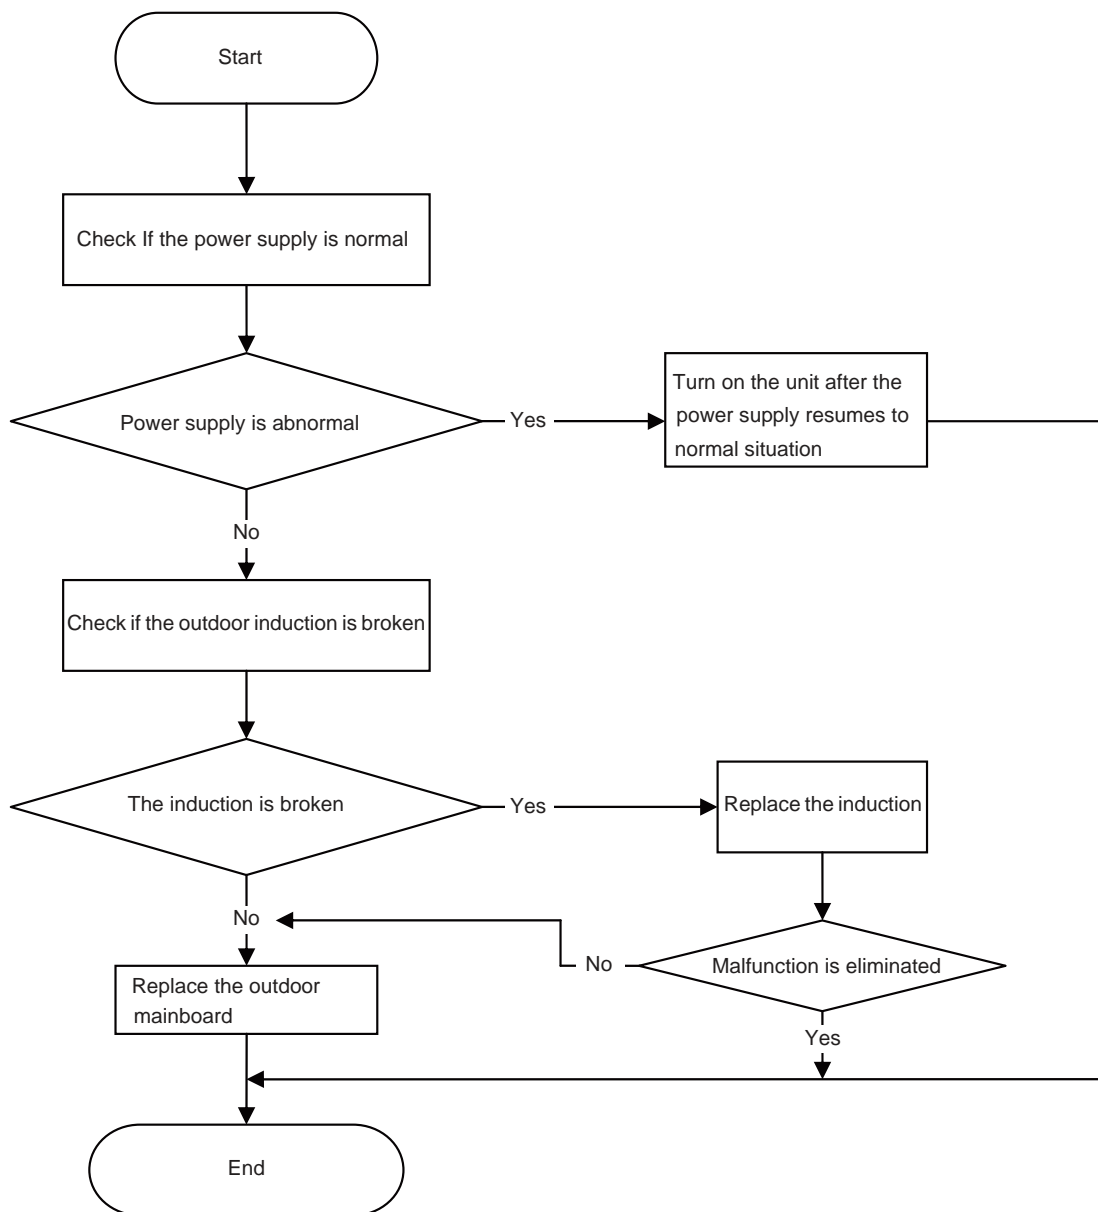 Start
Check If the power supply is normal
Power supply is abnormal
Yes
Turn on the unit after the
power supply resumes to
normal situation
No
Check if the outdoor induction is broken
The induction is broken
Yes
Replace the induction
No
No
Malfunction is eliminated
Replace the outdoor
mainboard
Yes
End